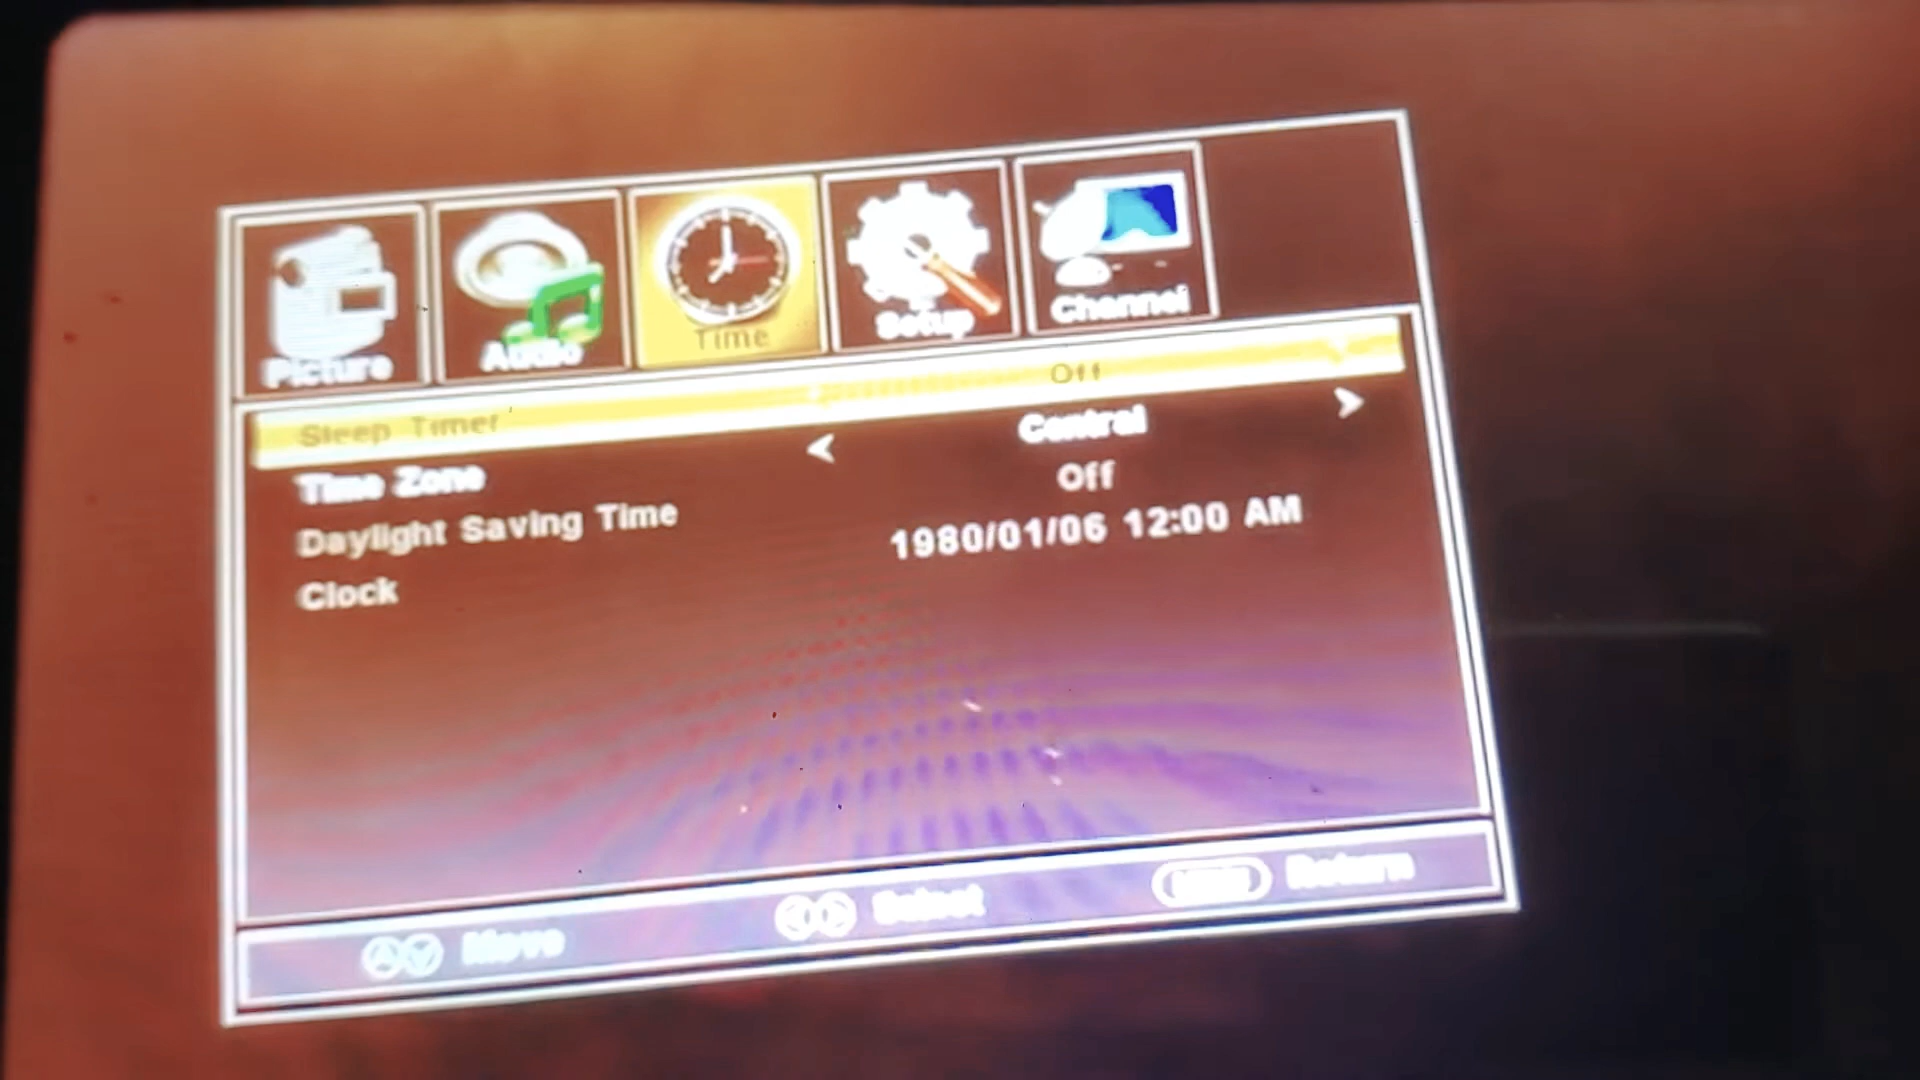 Picture Audio Time Setup Channel
Sleep Timer Off
Time Zone Central
Daylight Saving Time Off
Clock 1980/01/06 12:00 AM
Move Select MENU Return